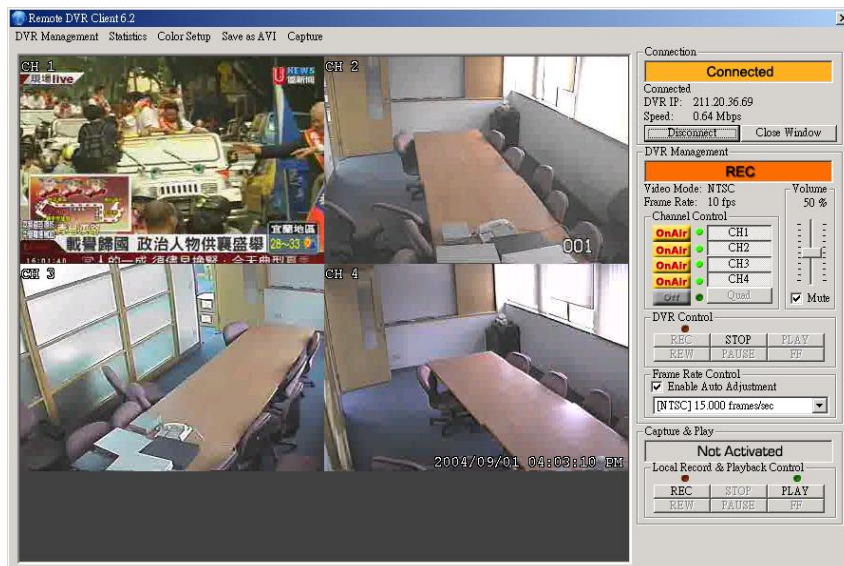 Remote DVR Client 6.2
DVR Management Statistics Color Setup Save as AVI Capture
CH 1
現場live
U NEWS
CH 2
001
宜蘭地區
28~33
載譽歸國 政治人物供襄盛舉
16:01:40
CH 3
CH 4
2004/09/01 04:03:10 PM
Connection
Connected
Connected
DVR IP: 211.20.36.69
Speed: 0.64 Mbps
Disconnect Close Window
DVR Management
REC
Video Mode: NTSC
Frame Rate: 10 fps
Volume
50 %
Channel Control
OnAir CH1
OnAir CH2
OnAir CH3
OnAir CH4
Off Quad
Mute
DVR Control
REC STOP PLAY
REW PAUSE FF
Frame Rate Control
Enable Auto Adjustment
[NTSC] 15.000 frames/sec
Capture & Play
Not Activated
Local Record & Playback Control
REC STOP PLAY
REW PAUSE FF